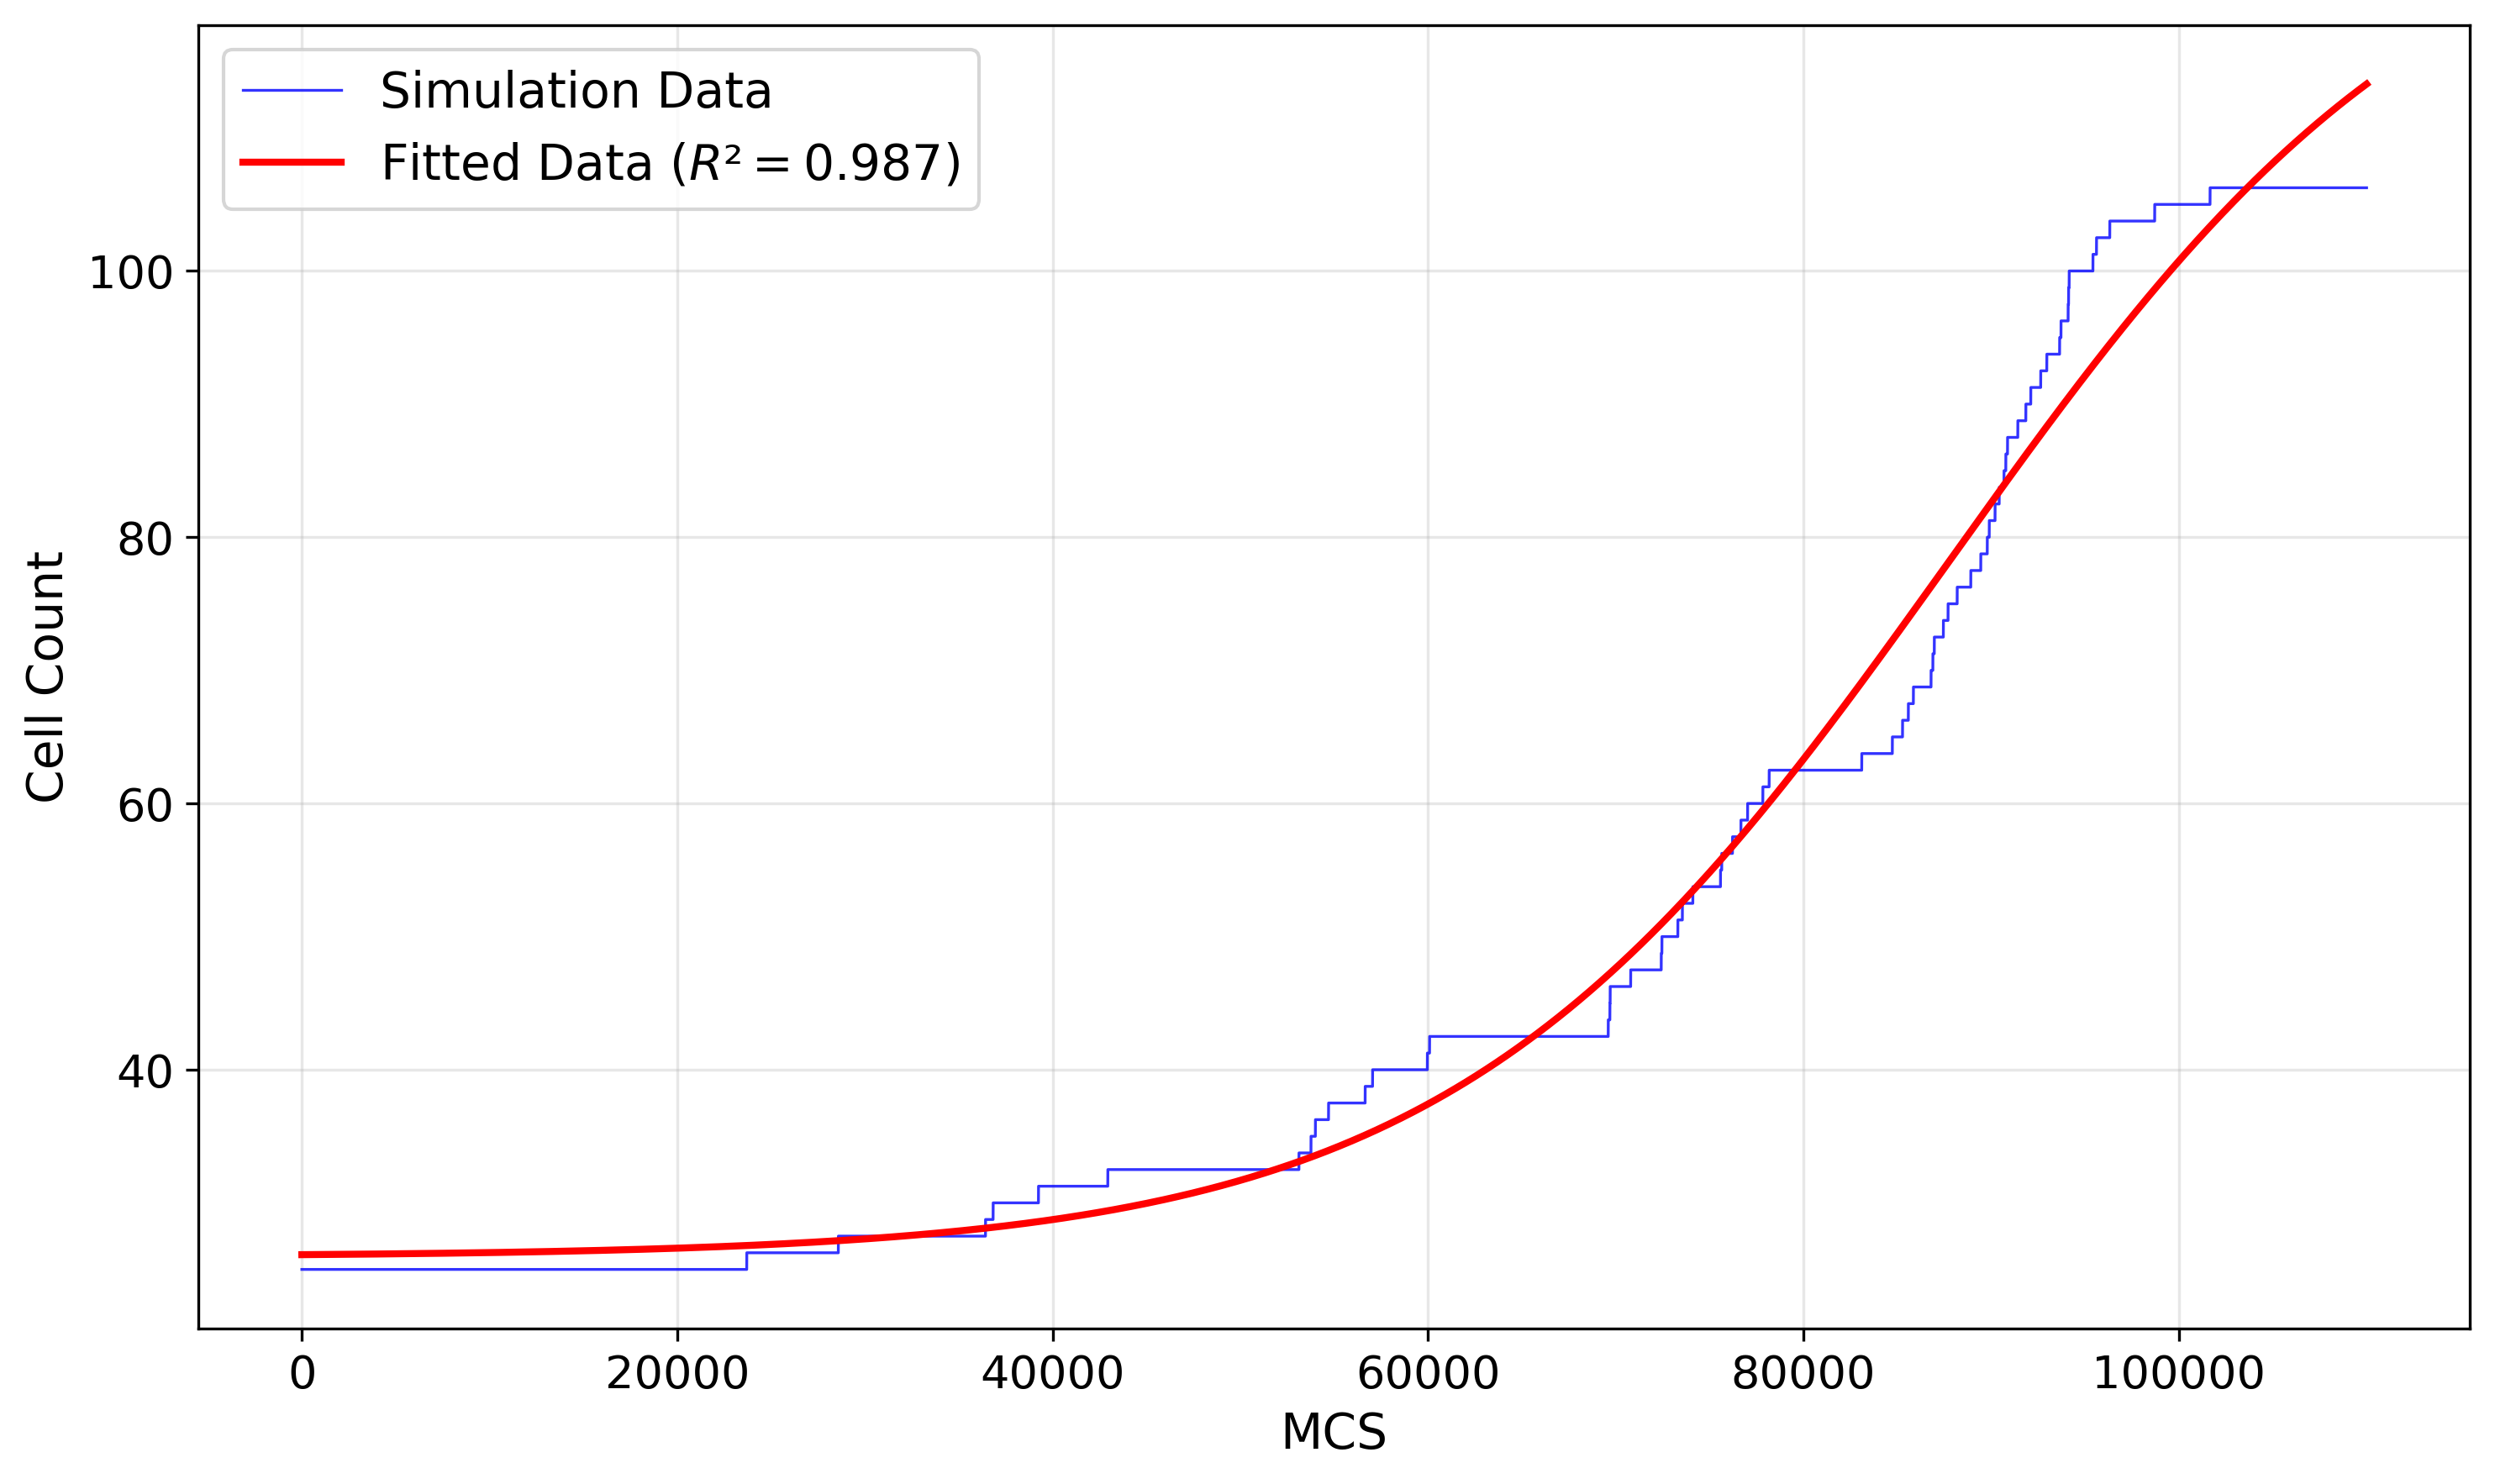 Simulation Data
Fitted Data (R² = 0.987)
100
80
60
40
Cell Count
0 20000 40000 60000 80000 100000
MCS